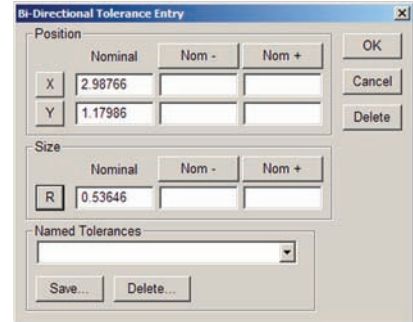 Bi-Directional Tolerance Entry
Position
Nominal Nom - Nom +
X 2.98766
Y 1.17986
OK
Cancel
Delete
Size
Nominal Nom - Nom +
R 0.53646
Named Tolerances
Save... Delete...